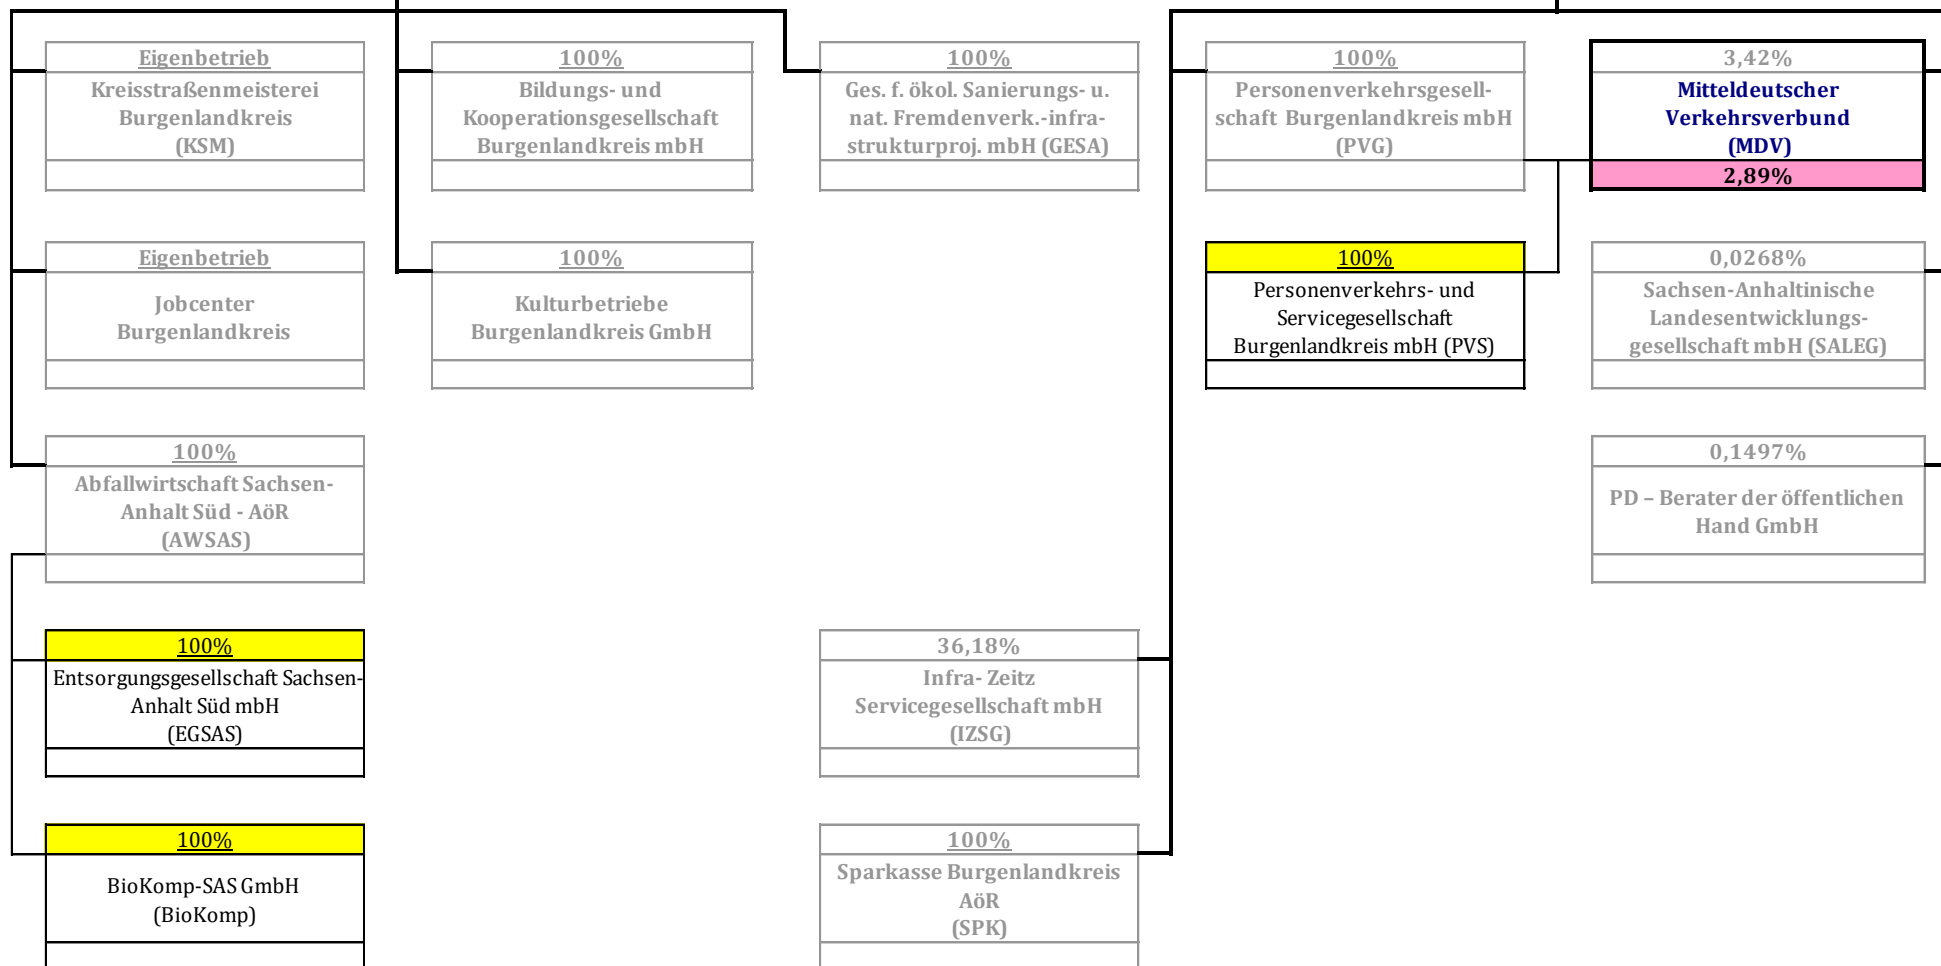 Eigenbetrieb
Kreisstraßenmeisterei
Burgenlandkreis
(KSM)
100%
Bildungs- und
Kooperationsgesellschaft
Burgenlandkreis mbH
100%
Ges. f. ökol. Sanierungs- u.
nat. Fremdenverk.-infra-
strukturproj. mbH (GESA)
100%
Personenverkehrsgesell-
schaft Burgenlandkreis mbH
(PVG)
3,42%
Mitteldeutscher
Verkehrsverbund
(MDV)
2,89%
Eigenbetrieb
Jobcenter
Burgenlandkreis
100%
Kulturbetriebe
Burgenlandkreis GmbH
100%
Personenverkehrs- und
Servicegesellschaft
Burgenlandkreis mbH (PVS)
0,0268%
Sachsen-Anhaltinische
Landesentwicklungs-
gesellschaft mbH (SALEG)
100%
Abfallwirtschaft Sachsen-
Anhalt Süd - AöR
(AWSAS)
0,1497%
PD – Berater der öffentlichen
Hand GmbH
100%
Entsorgungsgesellschaft Sachsen-
Anhalt Süd mbH
(EGSAS)
36,18%
Infra- Zeitz
Servicegesellschaft mbH
(IZSG)
100%
BioKomp-SAS GmbH
(BioKomp)
100%
Sparkasse Burgenlandkreis
AöR
(SPK)